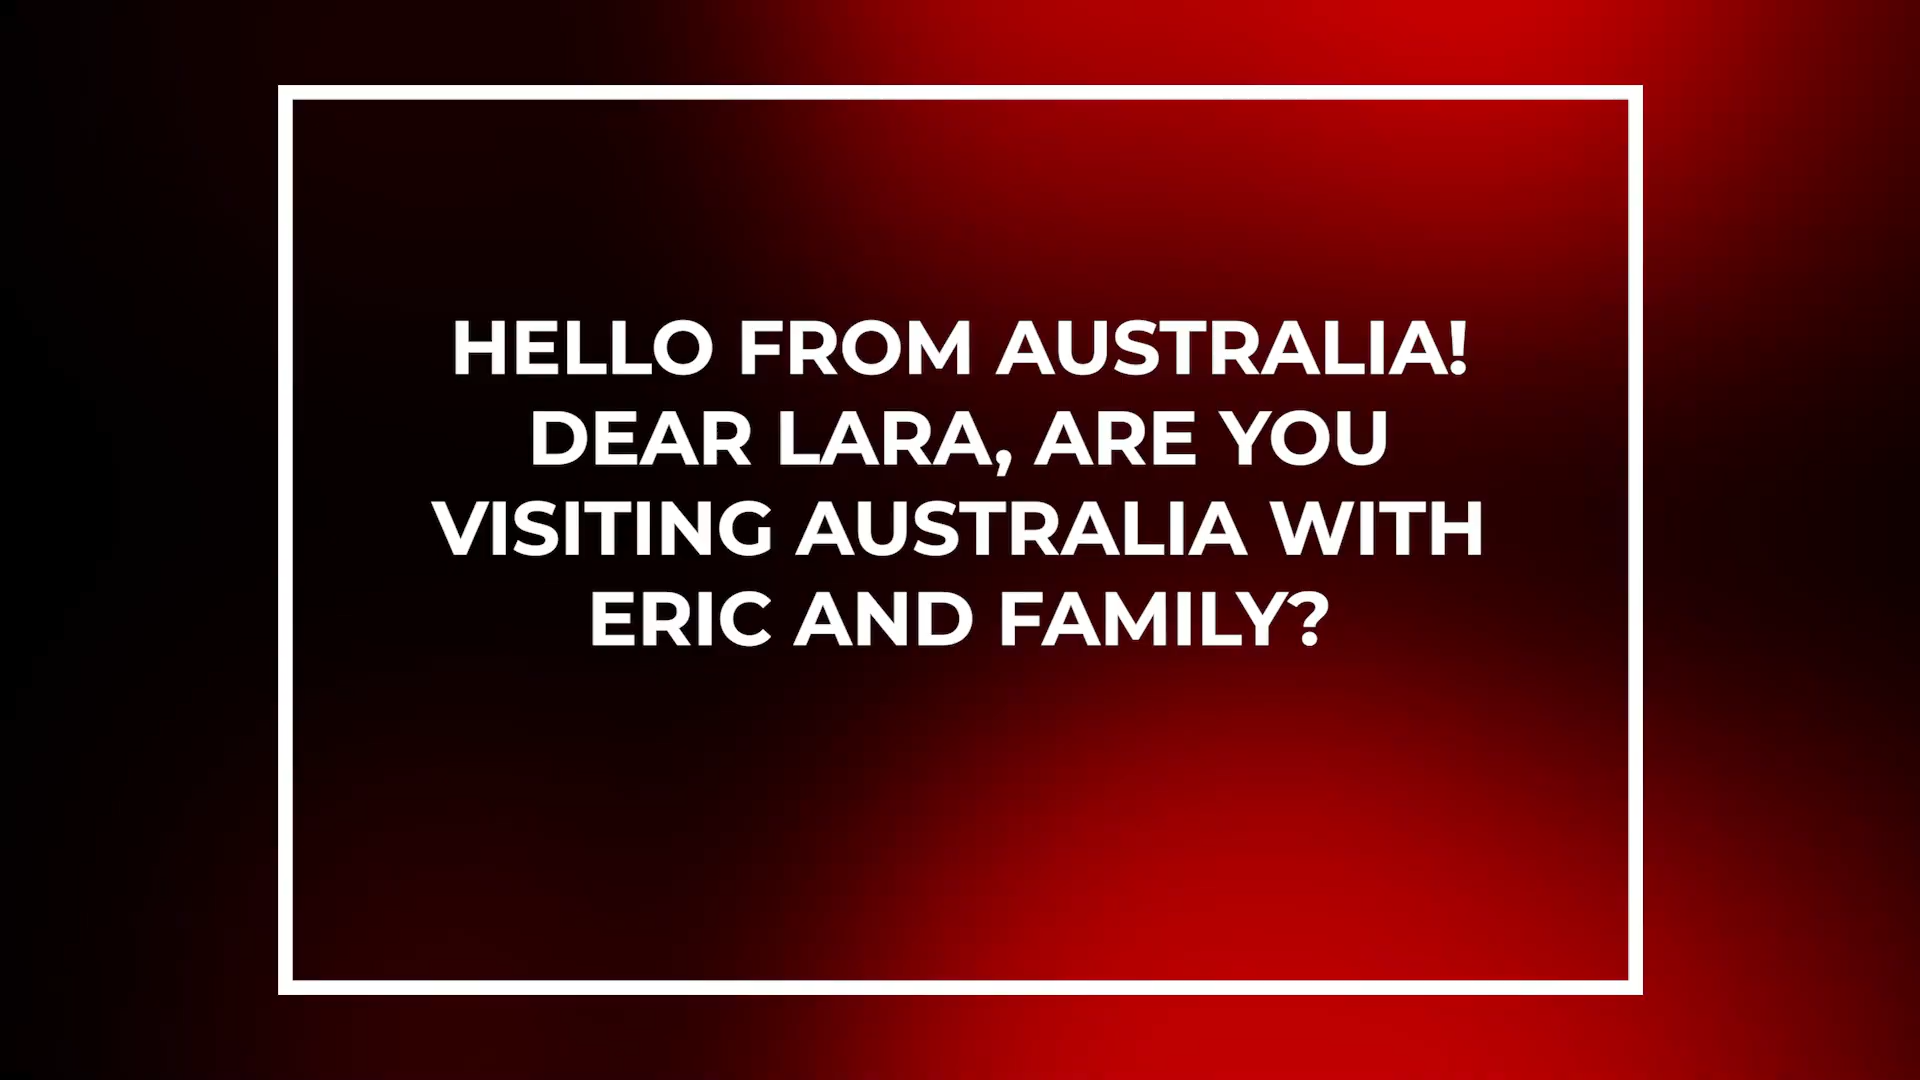 HELLO FROM AUSTRALIA!
DEAR LARA, ARE YOU
VISITING AUSTRALIA WITH
ERIC AND FAMILY?